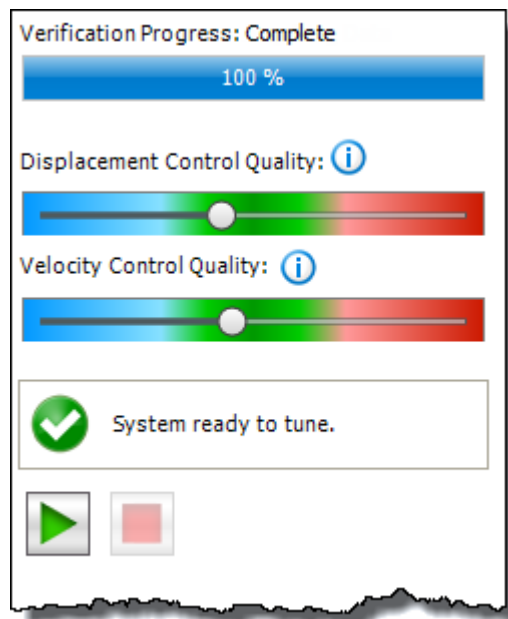 Verification Progress: Complete
100 %
Displacement Control Quality: i
Velocity Control Quality: i
System ready to tune.